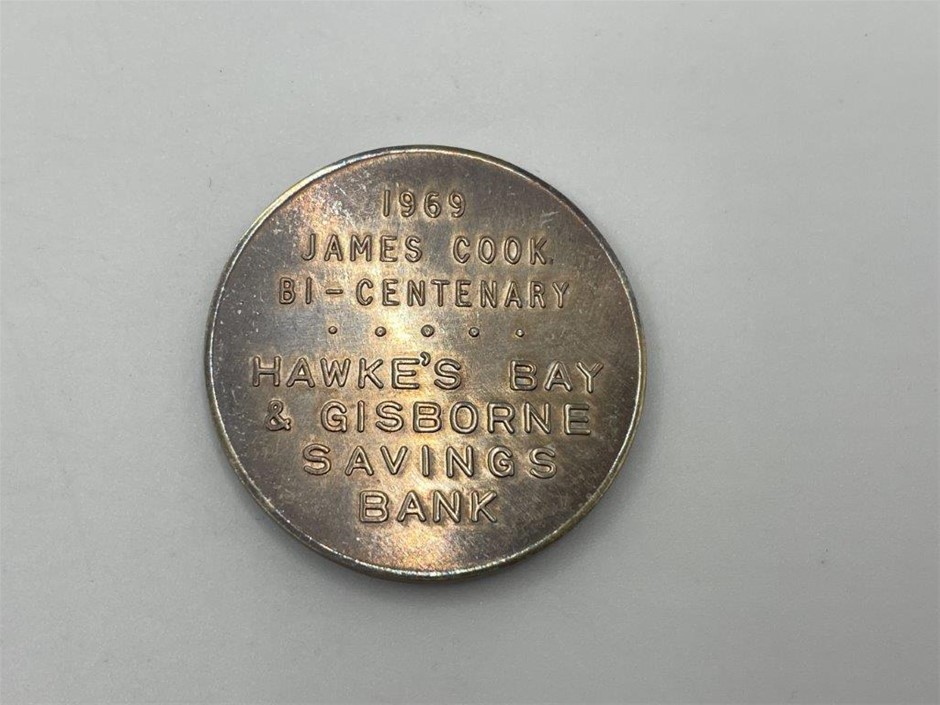 1969
JAMES COOK.
BI-CENTENARY
HAWKE'S BAY
& GISBORNE
SAVINGS
BANK